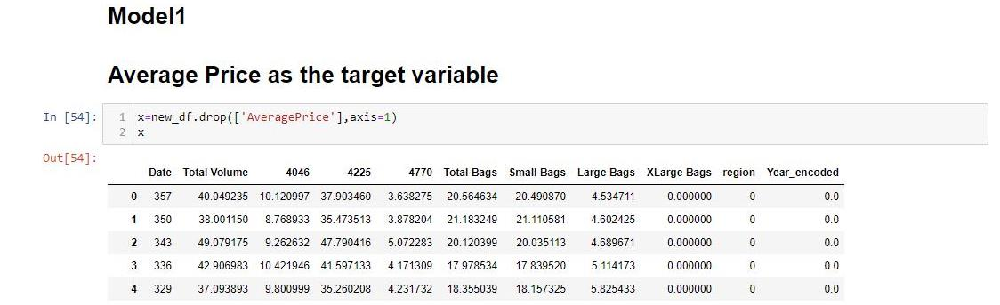 Model1
Average Price as the target variable
In [54]: 1 x=new_df.drop(['AveragePrice'],axis=1)
2 x
Out[54]:
Date Total Volume 4046 4225 4770 Total Bags Small Bags Large Bags XLarge Bags region Year_encoded
0 357 40.049235 10.120997 37.903460 3.638275 20.564634 20.490870 4.534711 0.000000 0 0.0
1 350 38.001150 8.768933 35.473513 3.878204 21.183249 21.110581 4.602425 0.000000 0 0.0
2 343 49.079175 9.262632 47.790416 5.072283 20.120399 20.035113 4.689671 0.000000 0 0.0
3 336 42.906983 10.421946 41.597133 4.171309 17.978534 17.839520 5.114173 0.000000 0 0.0
4 329 37.093893 9.800999 35.260208 4.231732 18.355039 18.157325 5.825433 0.000000 0 0.0